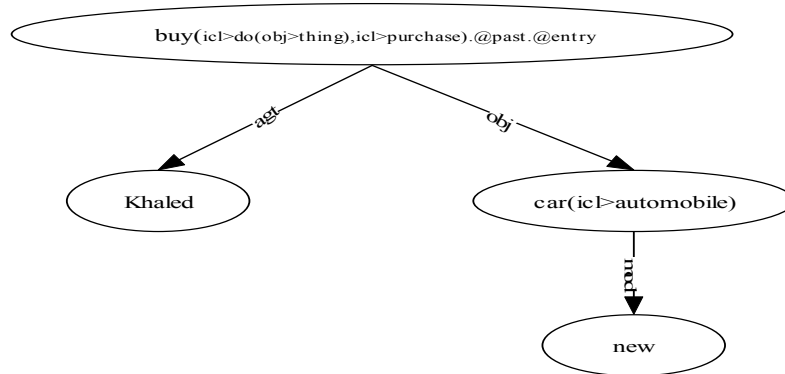 buy(icl>do(obj>thing),icl>purchase).@past.@entry
agt
obj
Khaled
car(icl>automobile)
mod
new